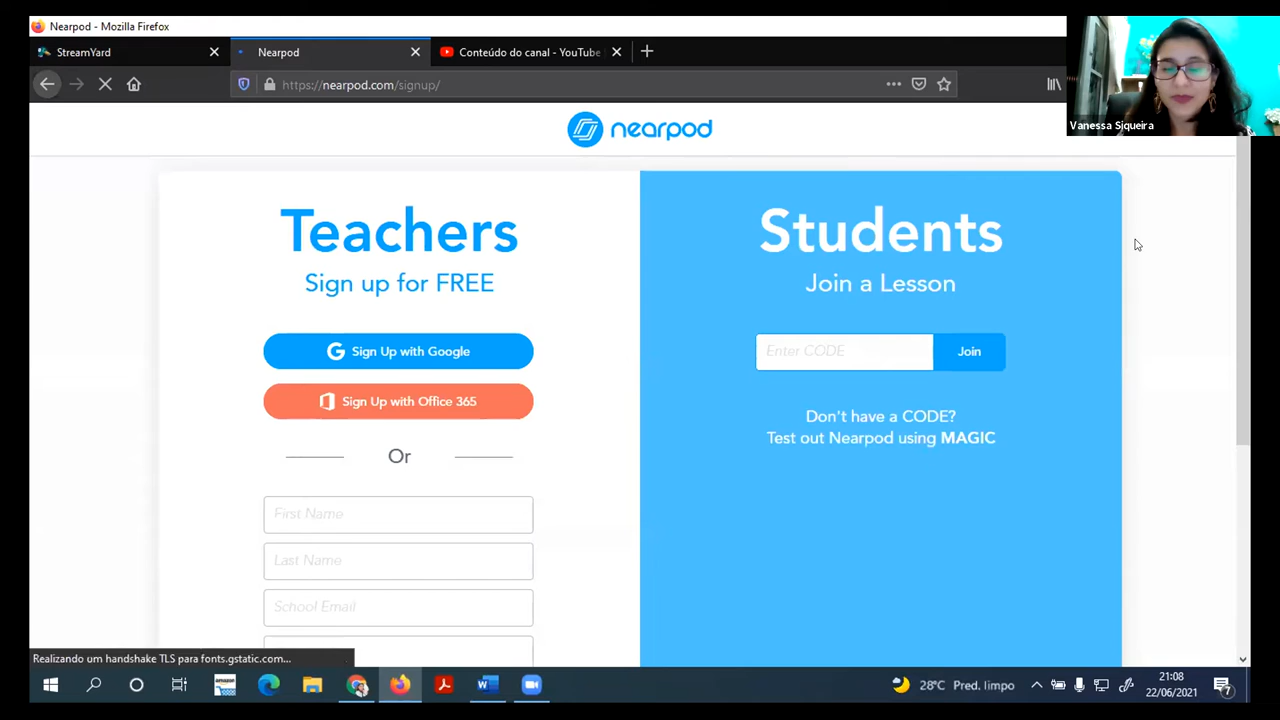 Nearpod - Mozilla Firefox
StreamYard
Nearpod
Conteúdo do canal - YouTube
https://nearpod.com/signup/
Vanessa Siqueira
nearpod
Teachers
Sign up for FREE
Sign Up with Google
Sign Up with Office 365
Or
First Name
Last Name
School Email
Students
Join a Lesson
Enter CODE
Join
Don't have a CODE?
Test out Nearpod using MAGIC
Realizando um handshake TLS para fonts.gstatic.com...
amazon
28°C Pred. limpo
21:08
22/06/2021
7